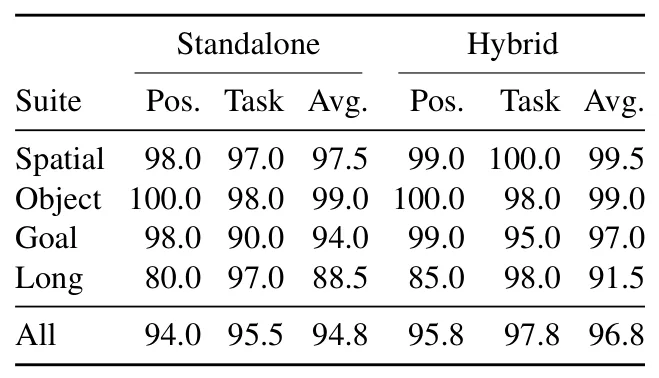 Standalone Hybrid
Suite Pos. Task Avg. Pos. Task Avg.
Spatial 98.0 97.0 97.5 99.0 100.0 99.5
Object 100.0 98.0 99.0 100.0 98.0 99.0
Goal 98.0 90.0 94.0 99.0 95.0 97.0
Long 80.0 97.0 88.5 85.0 98.0 91.5
All 94.0 95.5 94.8 95.8 97.8 96.8